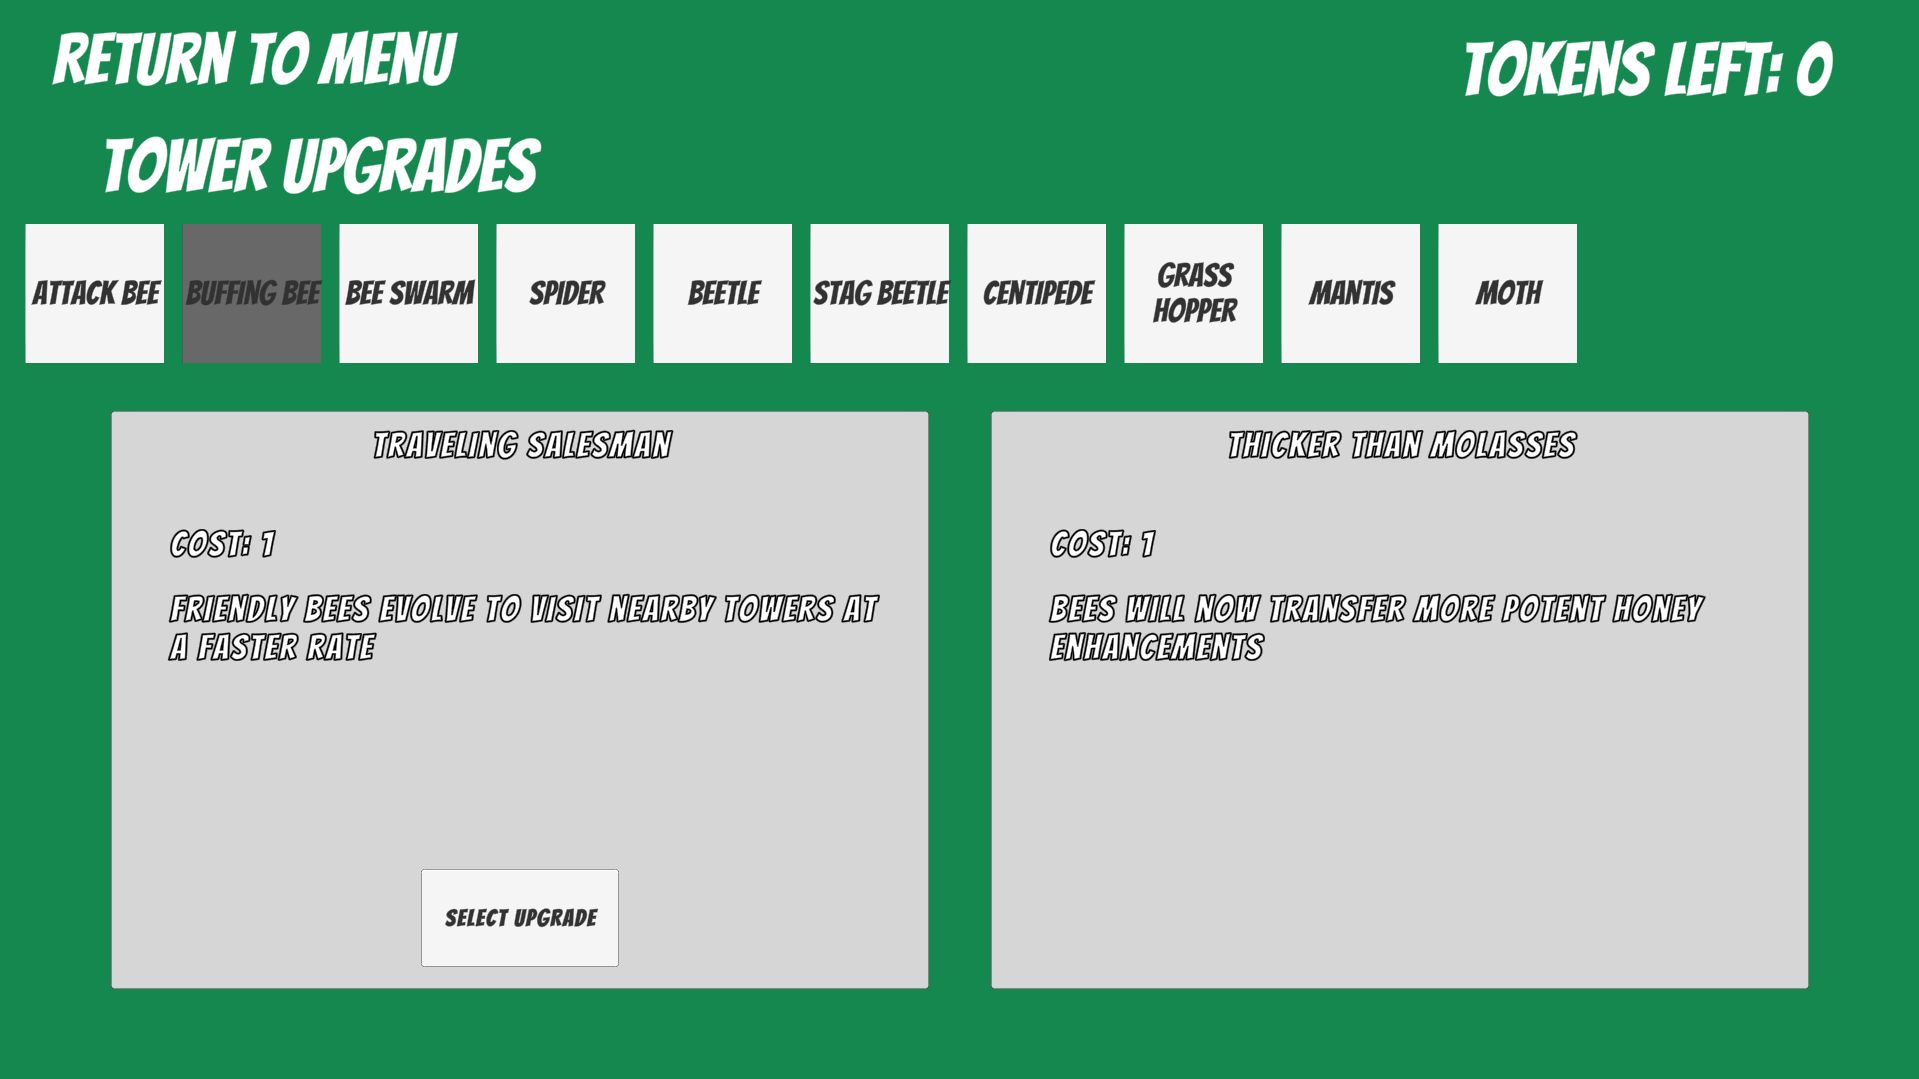 RETURN TO MENU
TOKENS LEFT: 0
TOWER UPGRADES
ATTACK BEE
BUFFING BEE
BEE SWARM
SPIDER
BEETLE
STAG BEETLE
CENTIPEDE
GRASS
HOPPER
MANTIS
MOTH
TRAVELING SALESMAN
COST: 1
FRIENDLY BEES EVOLVE TO VISIT NEARBY TOWERS AT
A FASTER RATE
SELECT UPGRADE
THICKER THAN MOLASSES
COST: 1
BEES WILL NOW TRANSFER MORE POTENT HONEY
ENHANCEMENTS